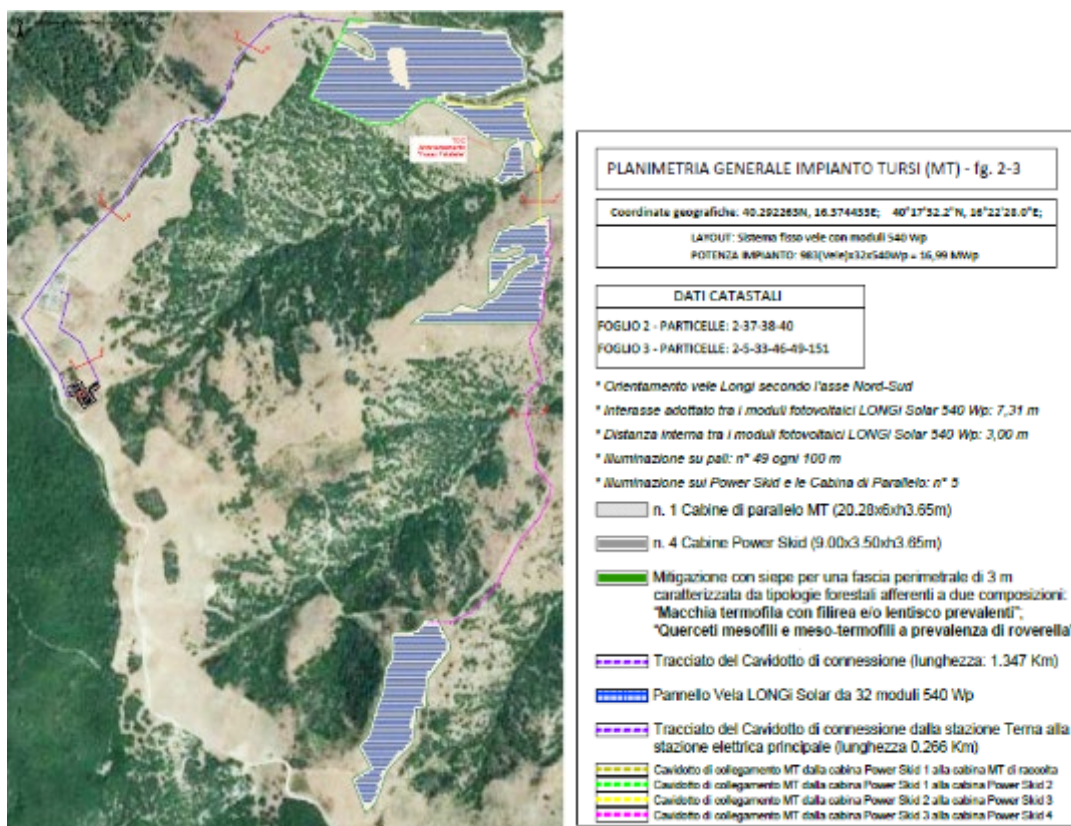 PLANIMETRIA GENERALE IMPIANTO TURSI (MT) - fg. 2-3
Coordinate geografiche: 40.292265N, 16.374455E; 40°17'32.2"N, 16°22'28.0"E;
LAYOUT: Sistema fisso vele con moduli 540 Wp
POTENZA IMPIANTO: 983(Vele)x32x540Wp = 16,99 MWp
DATI CATASTALI
FOGLIO 2 - PARTICELLE: 2-37-38-40
FOGLIO 3 - PARTICELLE: 2-5-33-46-49-151
* Orientamento vele Longi secondo l'asse Nord-Sud
* Interasse adottato tra i moduli fotovoltaici LONGi Solar 540 Wp: 7,31 m
* Distanza interna tra i moduli fotovoltaici LONGi Solar 540 Wp: 3,00 m
* Illuminazione su pali: n° 49 ogni 100 m
* Illuminazione sui Power Skid e le Cabina di Parallelo: n° 5
n. 1 Cabine di parallelo MT (20.28x6xh3.65m)
n. 4 Cabine Power Skid (9.00x3.50xh3.65m)
Mitigazione con siepe per una fascia perimetrale di 3 m
caratterizzata da tipologie forestali afferenti a due composizioni:
"Macchia termofila con filirea e/o lentisco prevalenti";
"Querceti mesofili e meso-termofili a prevalenza di roverella"
Tracciato del Cavidotto di connessione (lunghezza: 1.347 Km)
Pannello Vela LONGi Solar da 32 moduli 540 Wp
Tracciato del Cavidotto di connessione dalla stazione Terna alla
stazione elettrica principale (lunghezza 0.266 Km)
Cavidotto di collegamento MT dalla cabina Power Skid 1 alla cabina MT di raccolta
Cavidotto di collegamento MT dalla cabina Power Skid 1 alla cabina Power Skid 2
Cavidotto di collegamento MT dalla cabina Power Skid 2 alla cabina Power Skid 3
Cavidotto di collegamento MT dalla cabina Power Skid 3 alla cabina Power Skid 4